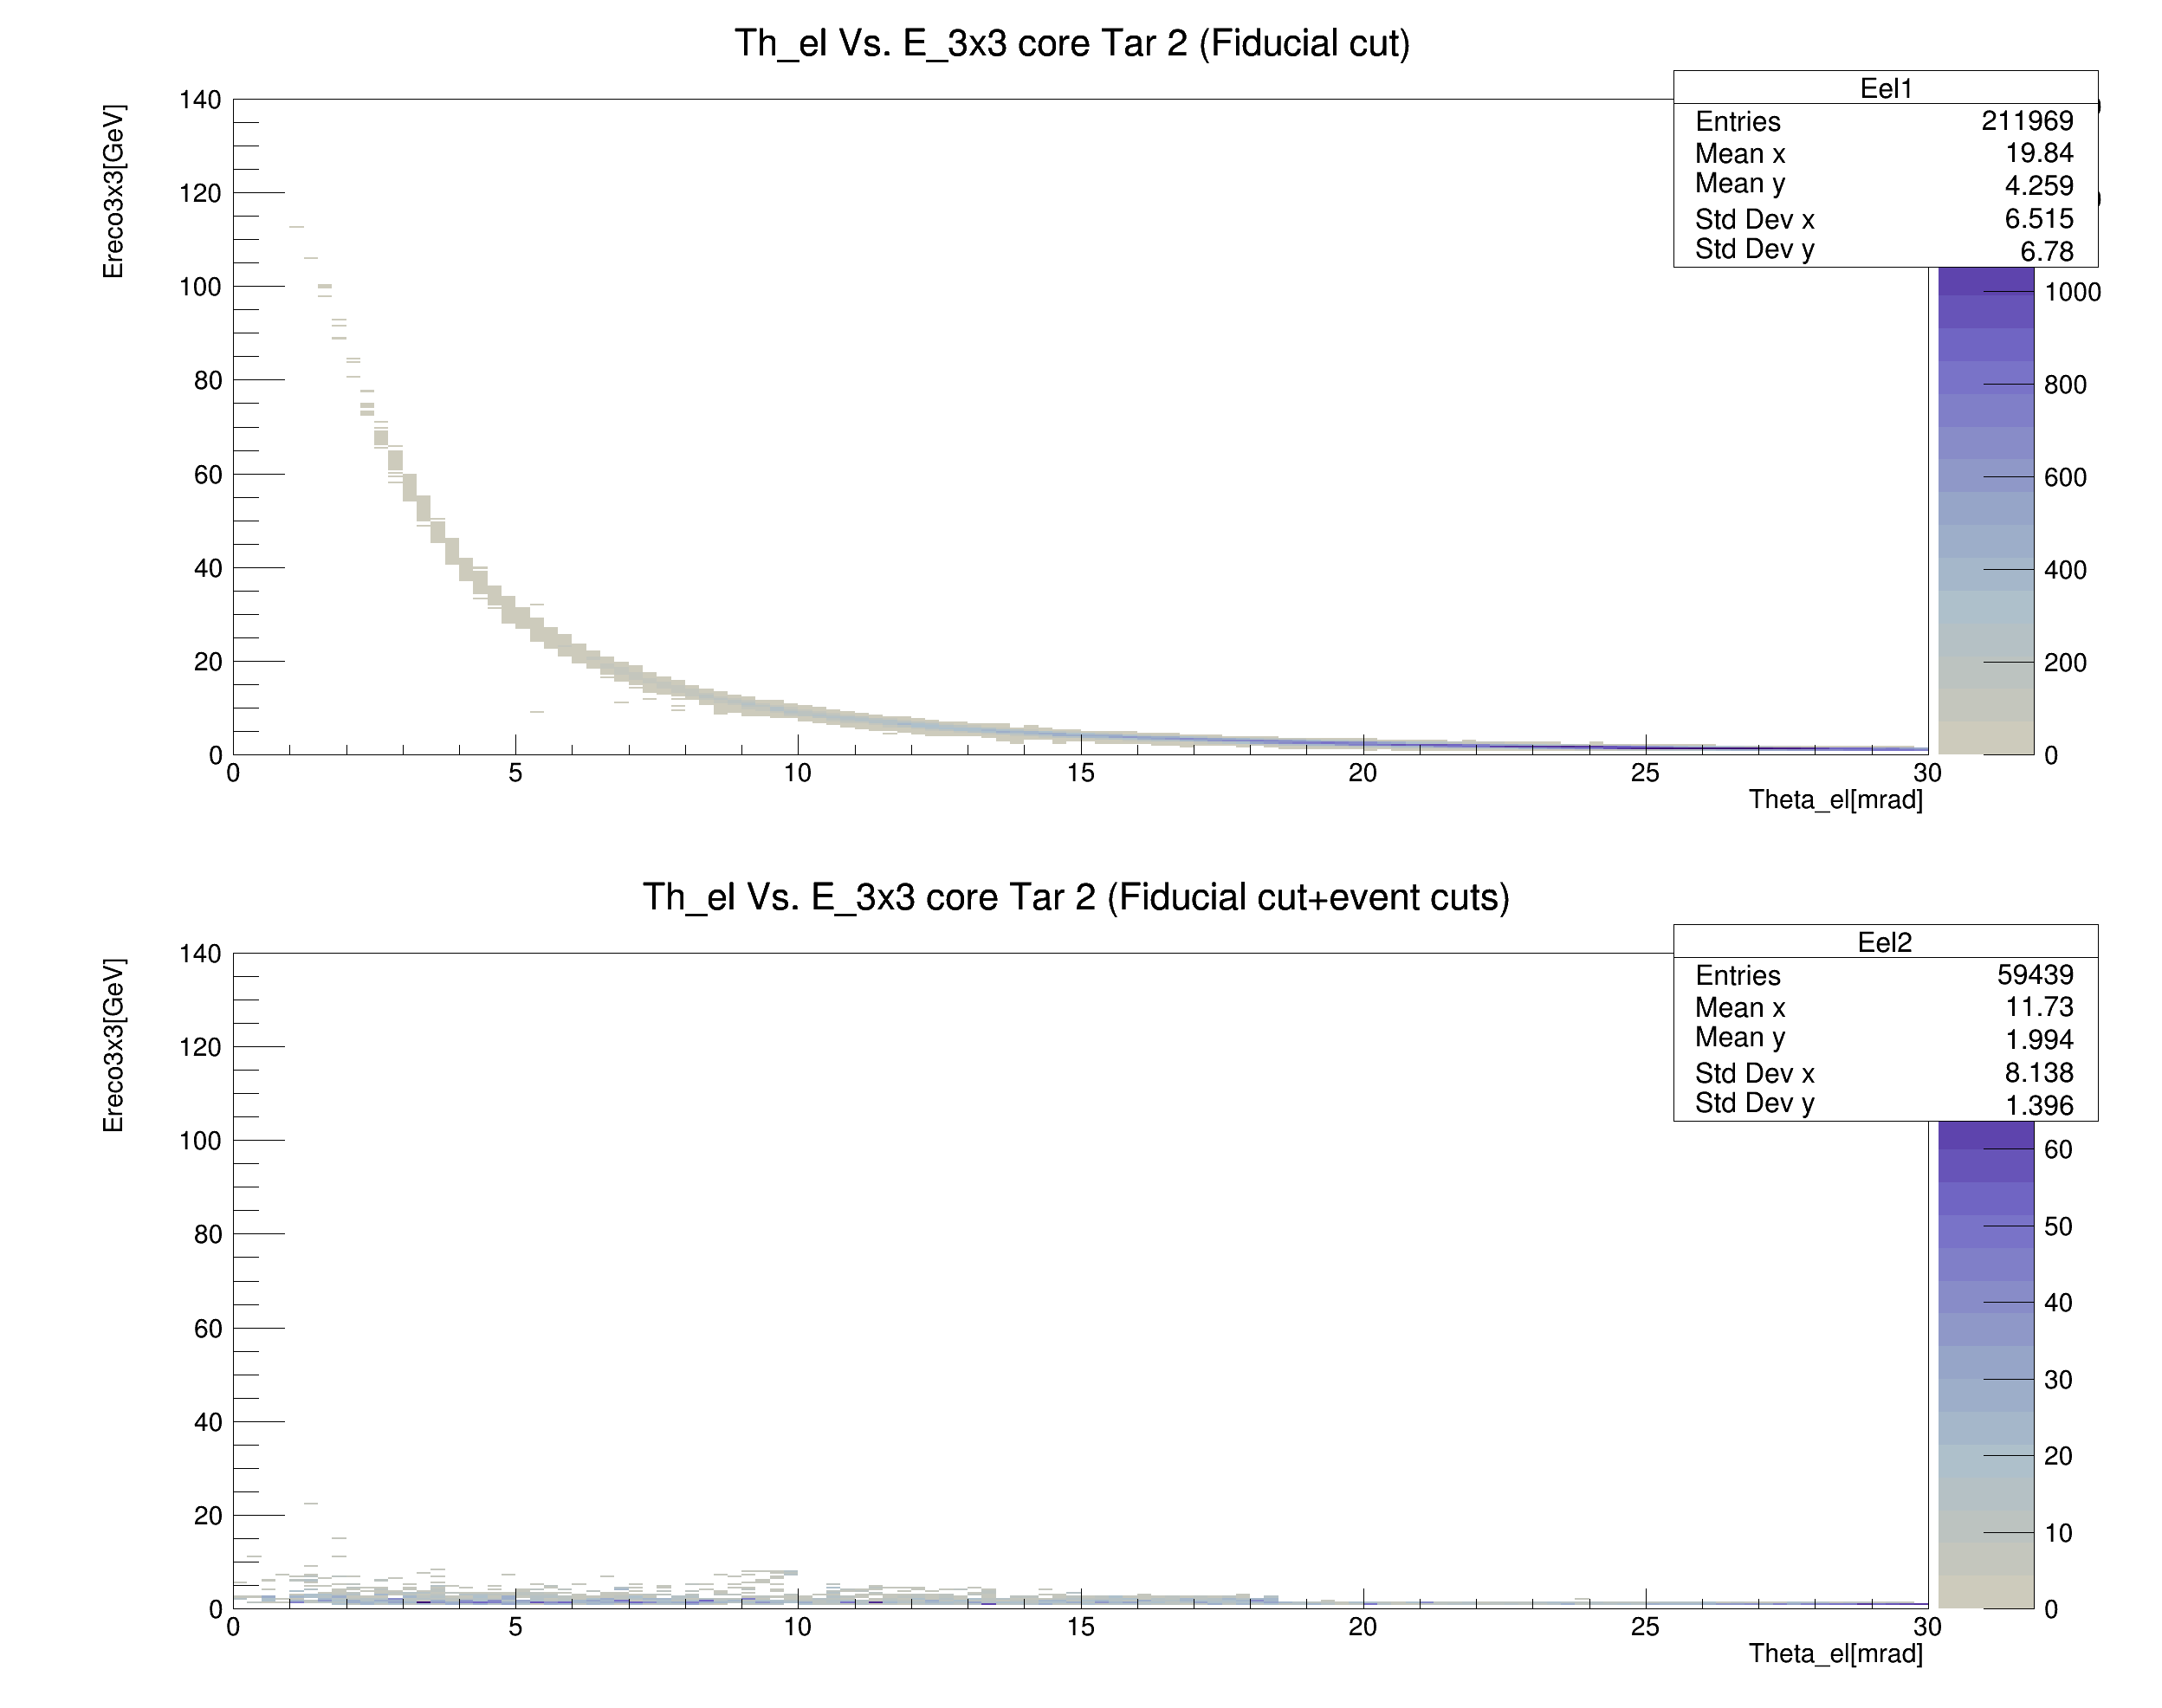 Th_el Vs. E_3x3 core Tar 2 (Fiducial cut)
Ereco3x3[GeV]
140
120
100
80
60
40
20
0
0 5 10 15 20 25 30
Theta_el[mrad]
Eel1
Entries 211969
Mean x 19.84
Mean y 4.259
Std Dev x 6.515
Std Dev y 6.78
1000
800
600
400
200
0
Th_el Vs. E_3x3 core Tar 2 (Fiducial cut+event cuts)
Ereco3x3[GeV]
140
120
100
80
60
40
20
0
0 5 10 15 20 25 30
Theta_el[mrad]
Eel2
Entries 59439
Mean x 11.73
Mean y 1.994
Std Dev x 8.138
Std Dev y 1.396
60
50
40
30
20
10
0